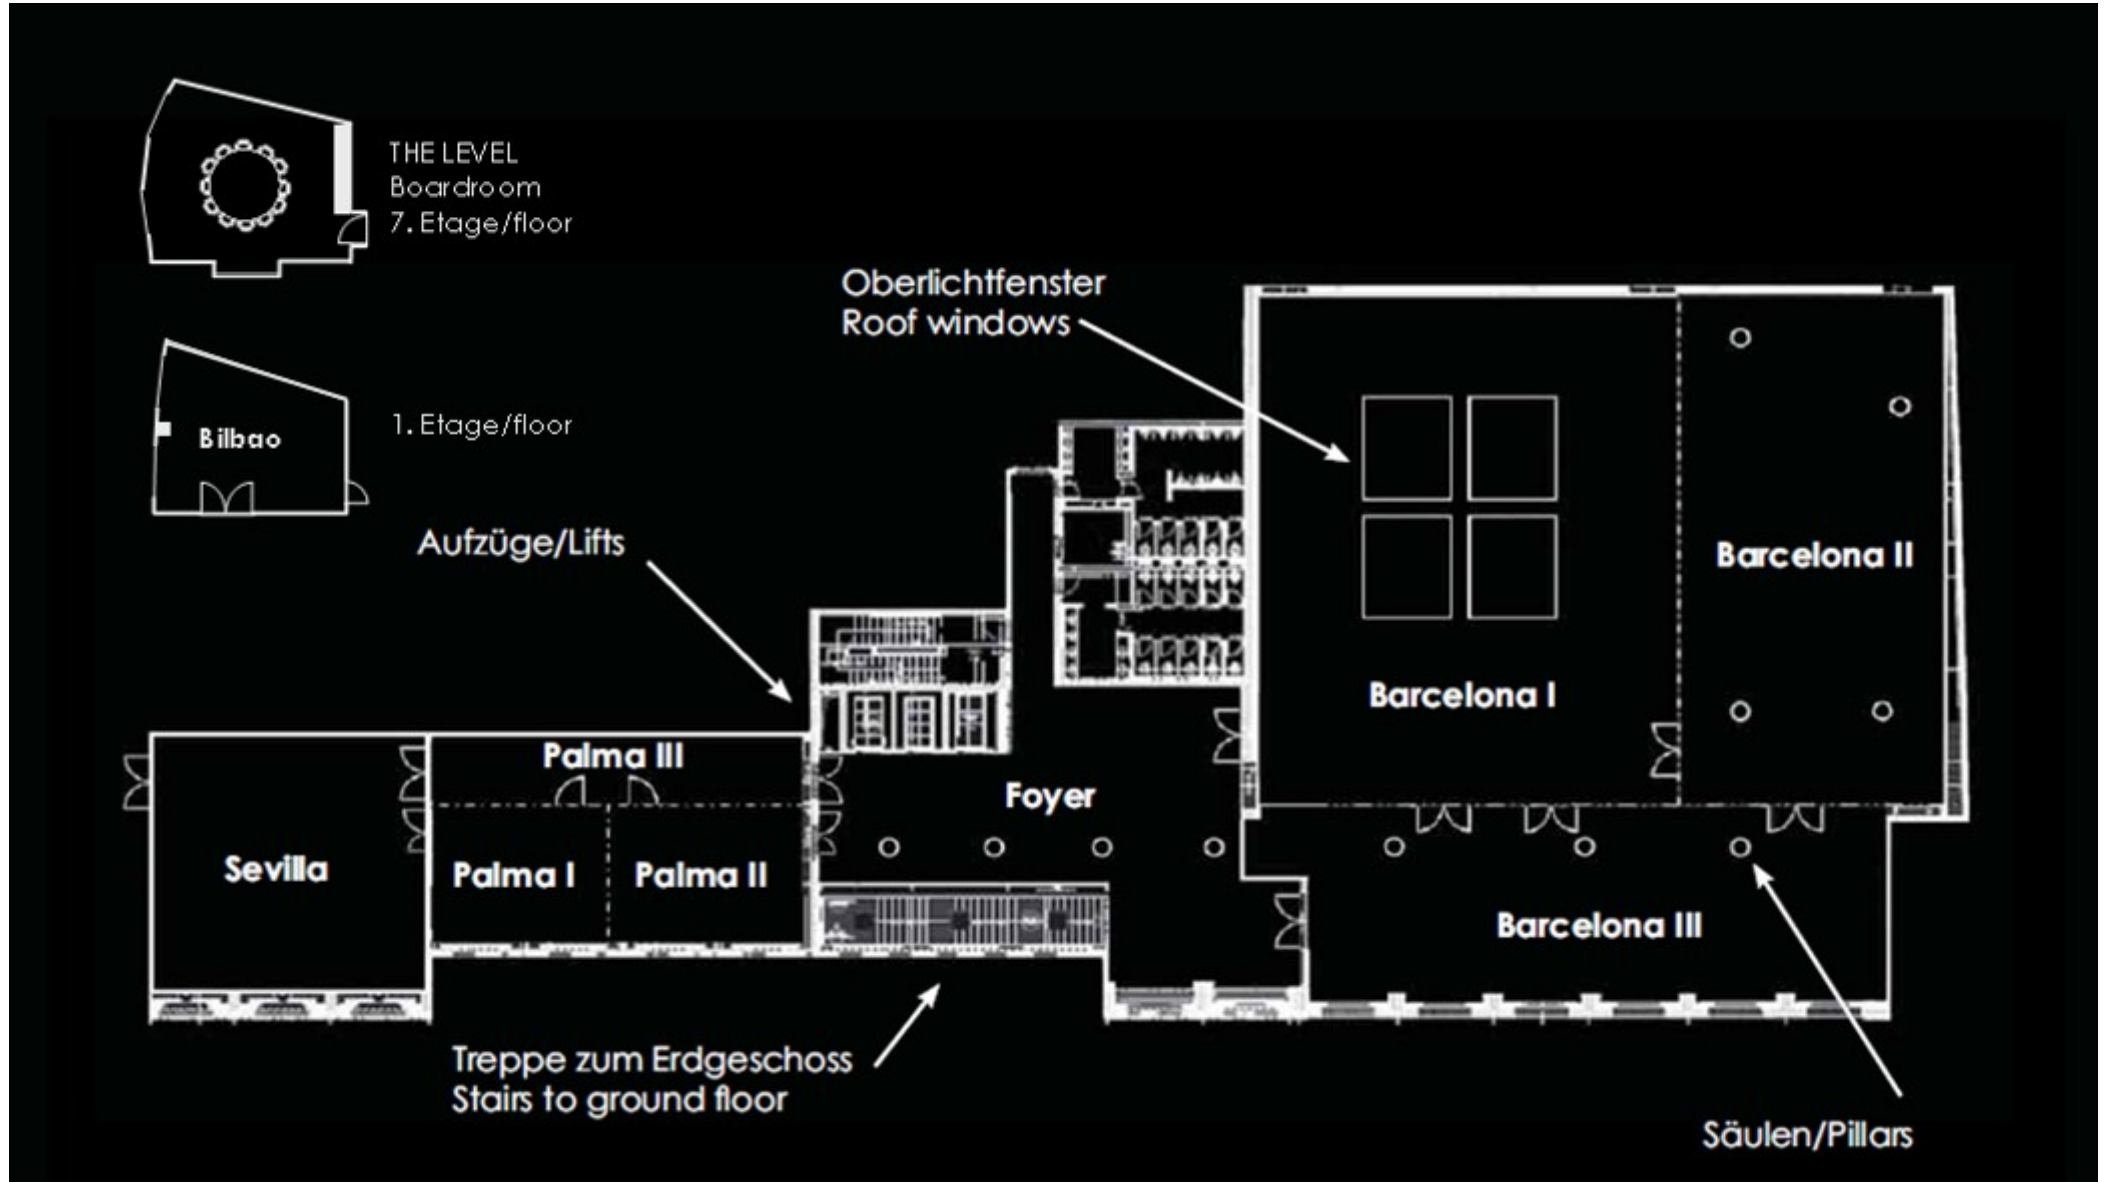 THE LEVEL
Boardroom
7. Etage/floor
Oberlichtfenster
Roof windows
Bilbao
1. Etage/floor
Aufzüge/Lifts
Barcelona II
Barcelona I
Palma III
Foyer
Sevilla
Palma I
Palma II
Barcelona III
Treppe zum Erdgeschoss
Stairs to ground floor
Säulen/Pillars